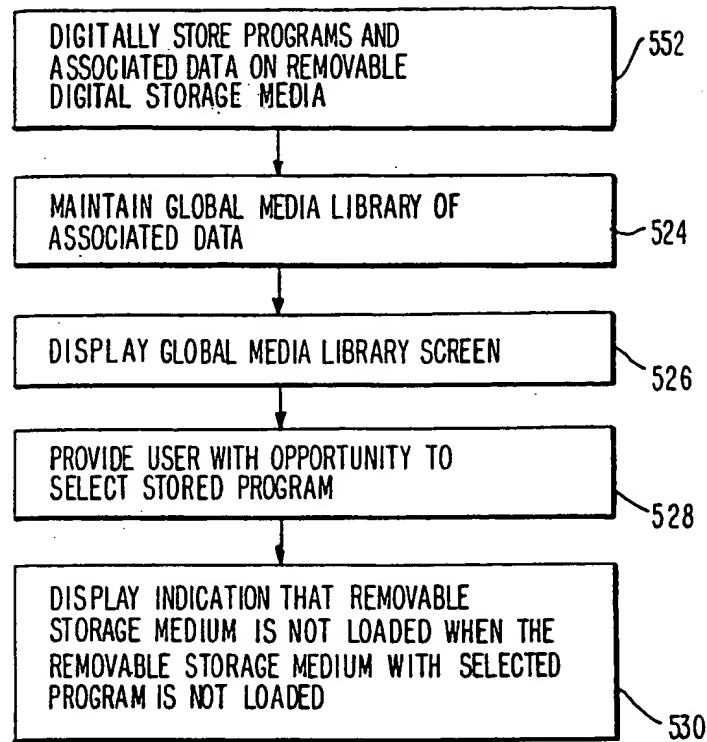 DIGITALLY STORE PROGRAMS AND
ASSOCIATED DATA ON REMOVABLE
DIGITAL STORAGE MEDIA
552
MAINTAIN GLOBAL MEDIA LIBRARY OF
ASSOCIATED DATA
524
DISPLAY GLOBAL MEDIA LIBRARY SCREEN
526
PROVIDE USER WITH OPPORTUNITY TO
SELECT STORED PROGRAM
528
DISPLAY INDICATION THAT REMOVABLE
STORAGE MEDIUM IS NOT LOADED WHEN THE
REMOVABLE STORAGE MEDIUM WITH SELECTED
PROGRAM IS NOT LOADED
530